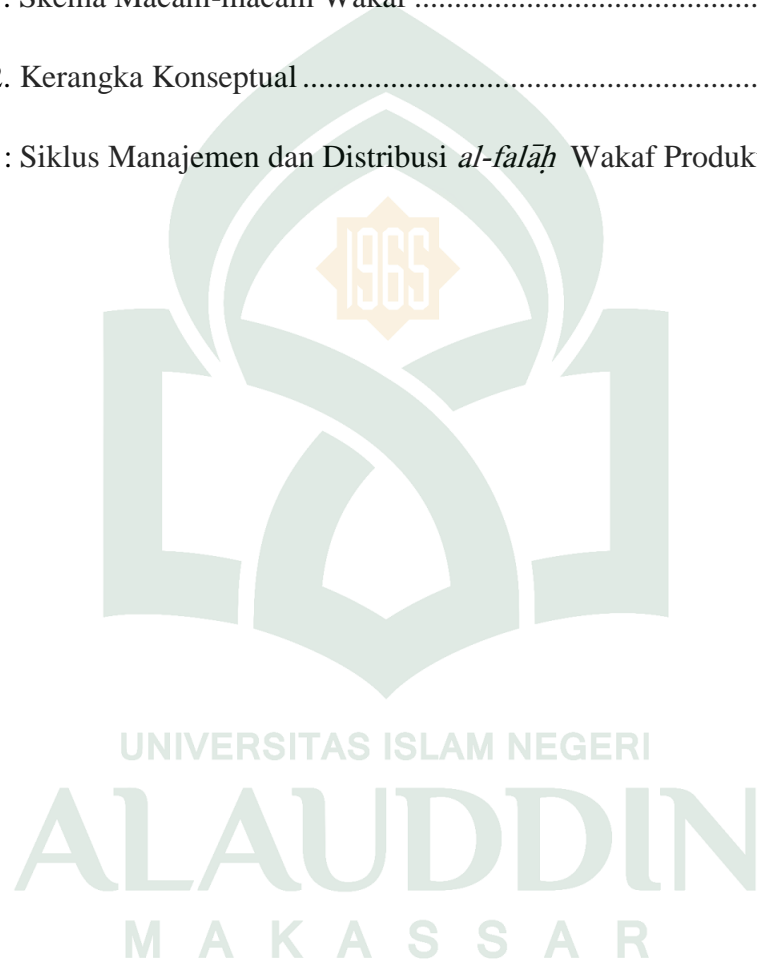 : Skema Macam-macam Wakaf ............................................
2. Kerangka Konseptual ..........................................................
: Siklus Manajemen dan Distribusi al-falāḥ Wakaf Produk
1965
UNIVERSITAS ISLAM NEGERI
ALAUDDIN
MAKASSAR